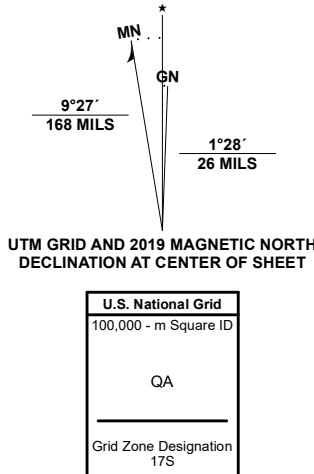 ★
MN
GN
9°27´
168 MILS
1°28´
26 MILS
UTM GRID AND 2019 MAGNETIC NORTH
DECLINATION AT CENTER OF SHEET
U.S. National Grid
100,000 - m Square ID
QA
Grid Zone Designation
17S